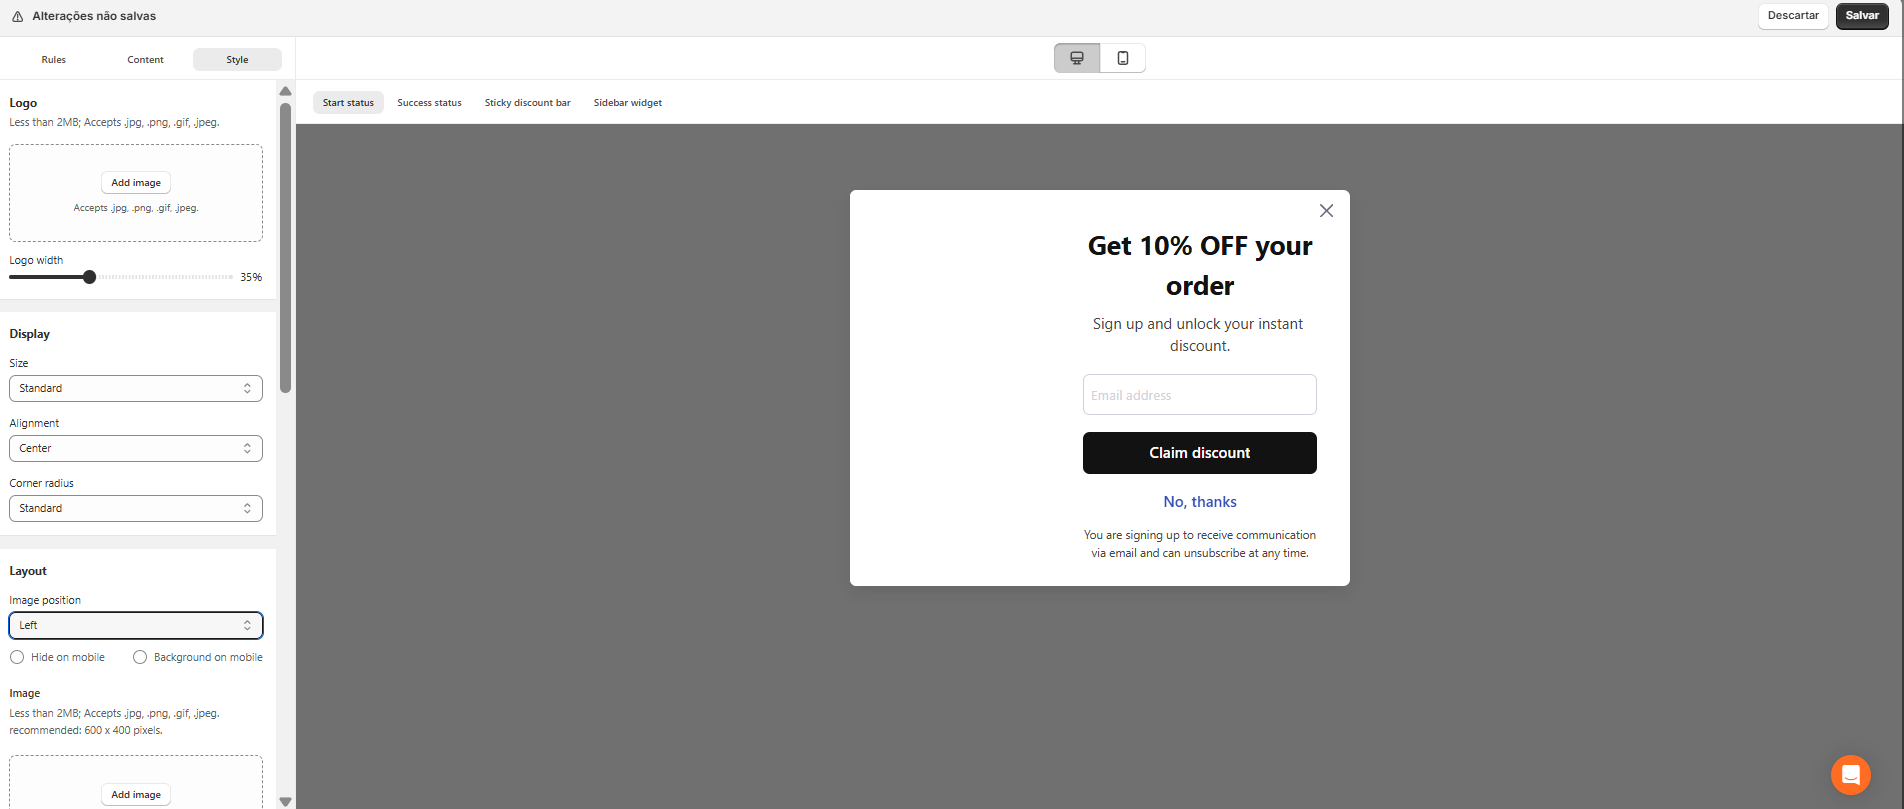 Alterações não salvas
Descartar
Salvar
Rules
Content
Style
Logo
Less than 2MB; Accepts .jpg, .png, .gif, .jpeg.
Add image
Accepts .jpg, .png, .gif, .jpeg.
Logo width
35%
Display
Size
Standard
Alignment
Center
Corner radius
Standard
Layout
Image position
Left
Hide on mobile
Background on mobile
Image
Less than 2MB; Accepts .jpg, .png, .gif, .jpeg.
recommended: 600 x 400 pixels.
Add image
Start status
Success status
Sticky discount bar
Sidebar widget
Get 10% OFF your
order
Sign up and unlock your instant
discount.
Email address
Claim discount
No, thanks
You are signing up to receive communication
via email and can unsubscribe at any time.